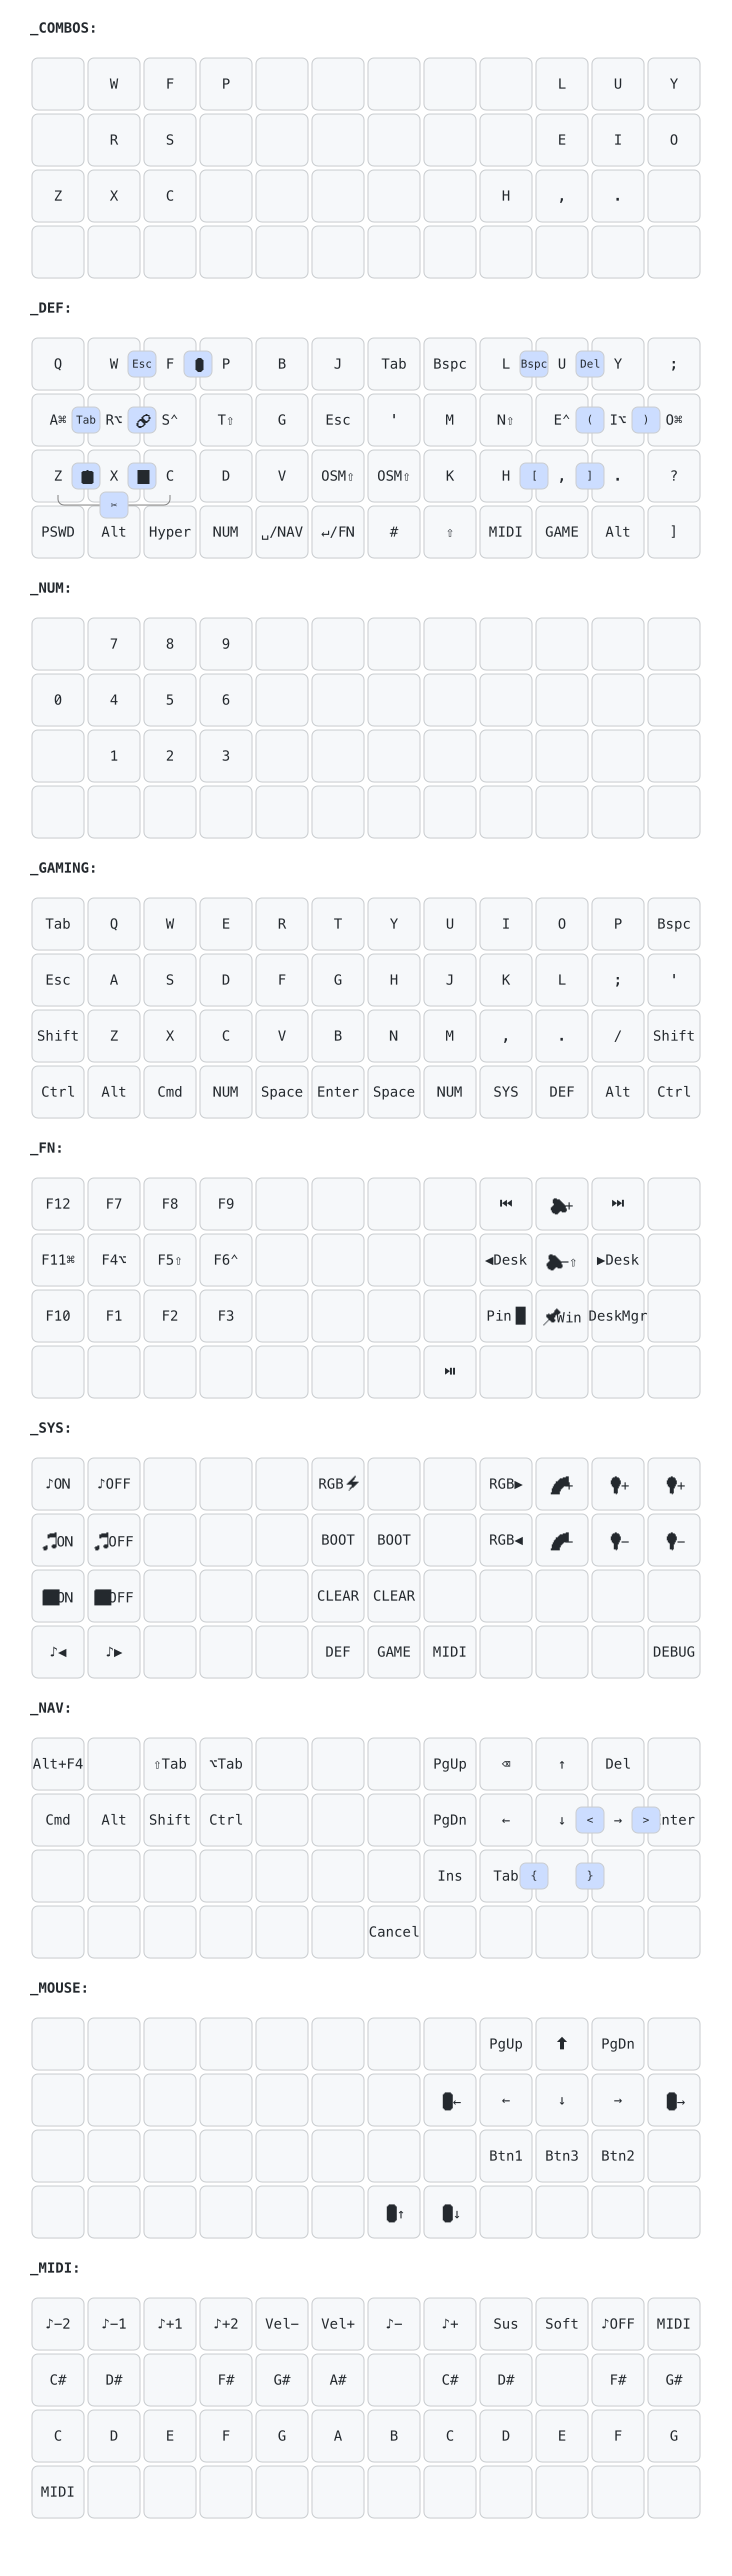 _COMBOS:
W F P L U Y
R S E I O
Z X C H , .
_DEF:
Q W Esc F P B J Tab Bspc L Bspc U Del Y ;
A⌘ Tab R⌥ S^ T⇧ G Esc ' M N⇧ E^ ( I⌥ ) O⌘
Z X C D V OSM⇧ OSM⇧ K H [ , ] . ?
✂
PSWD Alt Hyper NUM ␣/NAV ↵/FN # ⇧ MIDI GAME Alt ]
_NUM:
7 8 9
0 4 5 6
1 2 3
_GAMING:
Tab Q W E R T Y U I O P Bspc
Esc A S D F G H J K L ; '
Shift Z X C V B N M , . / Shift
Ctrl Alt Cmd NUM Space Enter Space NUM SYS DEF Alt Ctrl
_FN:
F12 F7 F8 F9 ⏮ + ⏭
F11⌘ F4⌥ F5⇧ F6^ ◀Desk −⇧ ▶Desk
F10 F1 F2 F3 Pin 📌Win DeskMgr
⏯
_SYS:
♪ON ♪OFF RGB⚡ RGB▶ + + +
🎵ON 🎵OFF BOOT BOOT RGB◀ − − −
ON OFF CLEAR CLEAR
♪◀ ♪▶ DEF GAME MIDI DEBUG
_NAV:
Alt+F4 ⇧Tab ⌥Tab PgUp ⌫ ↑ Del
Cmd Alt Shift Ctrl PgDn ← ↓ < → > nter
Ins Tab { }
Cancel
_MOUSE:
PgUp ⬆ PgDn
← ← ↓ → →
Btn1 Btn3 Btn2
↑ ↓
_MIDI:
♪−2 ♪−1 ♪+1 ♪+2 Vel− Vel+ ♪− ♪+ Sus Soft ♪OFF MIDI
C# D# F# G# A# C# D# F# G#
C D E F G A B C D E F G
MIDI